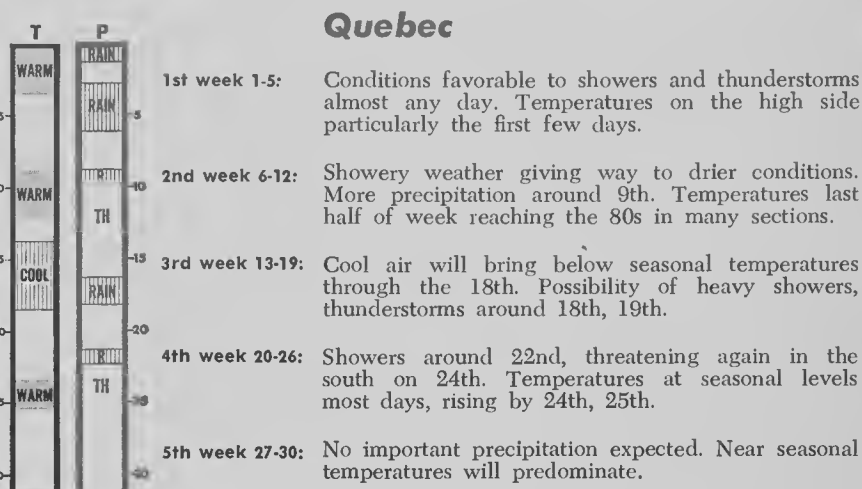 Quebec
T P
WARM
RAIN
RAIN
5
WARM
R
10
TH
COOL
15
RAIN
20
R
WARM
TH
25
30
1st week 1-5: Conditions favorable to showers and thunderstorms
almost any day. Temperatures on the high side
particularly the first few days.
2nd week 6-12: Showery weather giving way to drier conditions.
More precipitation around 9th. Temperatures last
half of week reaching the 80s in many sections.
3rd week 13-19: Cool air will bring below seasonal temperatures
through the 18th. Possibility of heavy showers,
thunderstorms around 18th, 19th.
4th week 20-26: Showers around 22nd, threatening again in the
south on 24th. Temperatures at seasonal levels
most days, rising by 24th, 25th.
5th week 27-30: No important precipitation expected. Near seasonal
temperatures will predominate.